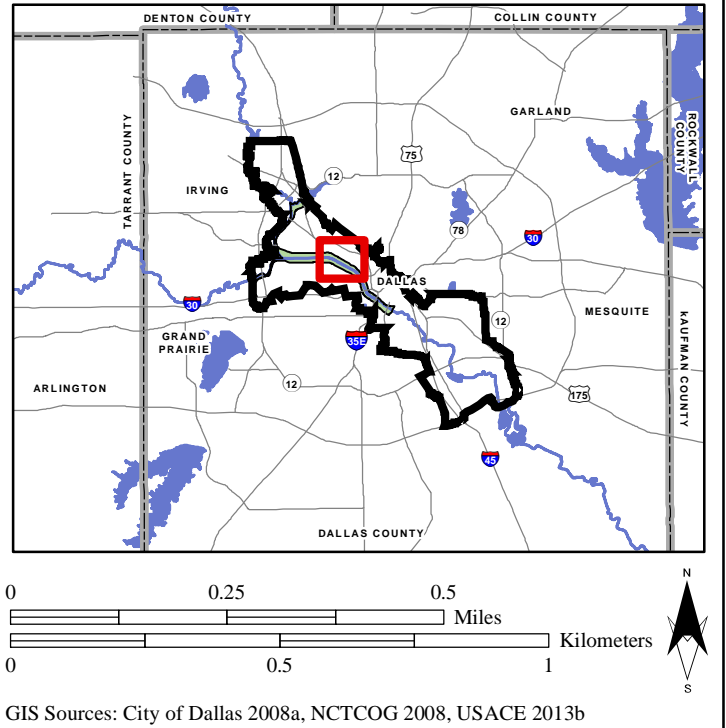 DENTON COUNTY
COLLIN COUNTY
GARLAND
ROCKWALL
COUNTY
TARRANT COUNTY
75
12
IRVING
78
30
DALLAS
30
MESQUITE
12
GRAND
PRAIRIE
35E
KAUFMAN COUNTY
ARLINGTON
12
175
45
DALLAS COUNTY
0 0.25 0.5
Miles
Kilometers
0 0.5 1
N
S
GIS Sources: City of Dallas 2008a, NCTCOG 2008, USACE 2013b